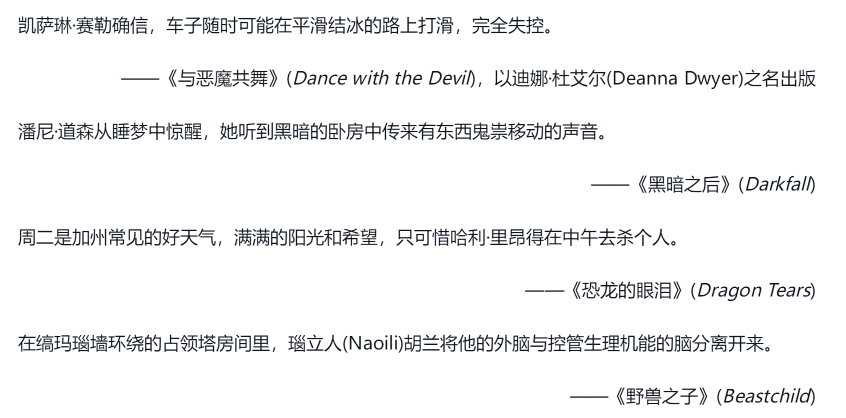 凯萨琳·赛勒确信，车子随时可能在平滑结冰的路上打滑，完全失控。
——《与恶魔共舞》(Dance with the Devil)，以迪娜·杜艾尔(Deanna Dwyer)之名出版
潘尼·道森从睡梦中惊醒，她听到黑暗的卧房中传来有东西鬼祟移动的声音。
——《黑暗之后》(Darkfall)
周二是加州常见的好天气，满满的阳光和希望，只可惜哈利·里昂得在中午去杀个人。
——《恐龙的眼泪》(Dragon Tears)
在缟玛瑙墙环绕的占领塔房间里，瑙立人(Naoili)胡兰将他的外脑与控管生理机能的脑分离开来。
——《野兽之子》(Beastchild)